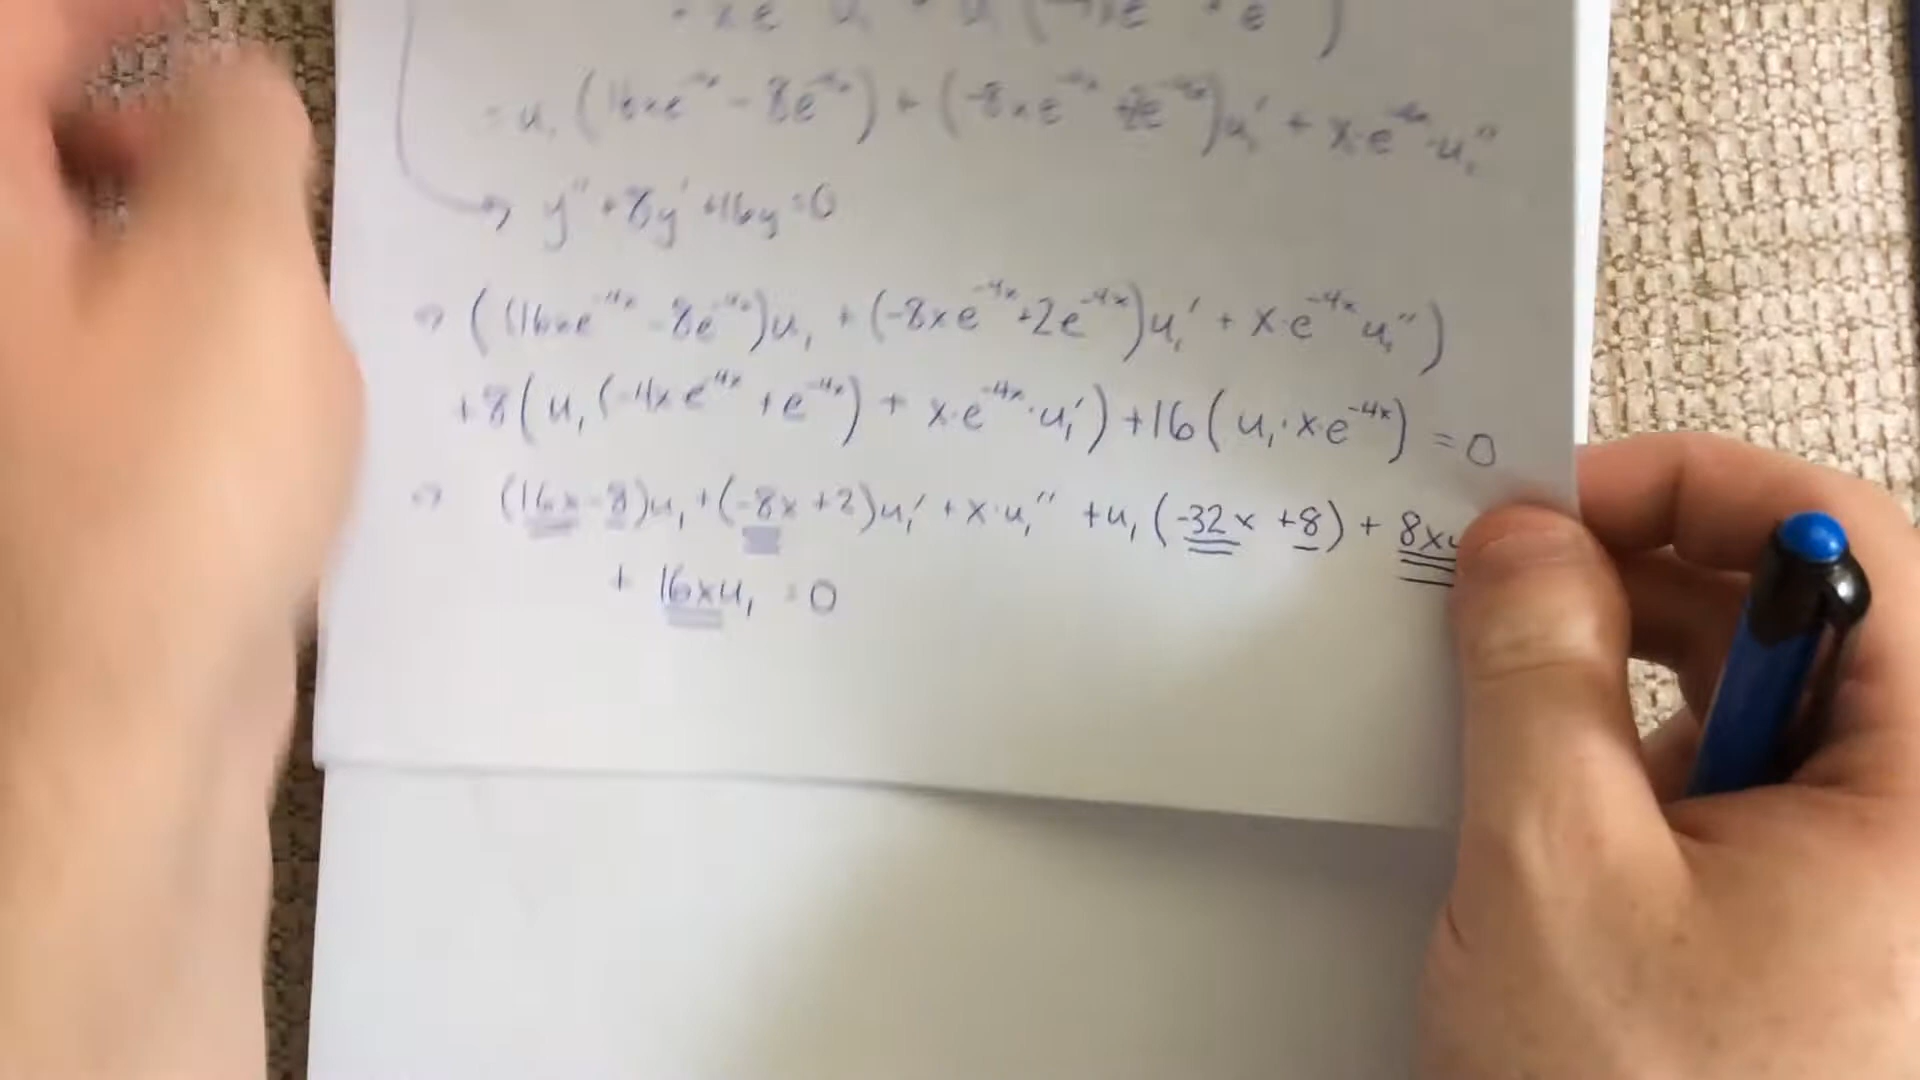 = u₁ (16xe⁻⁴ˣ - 8e⁻⁴ˣ) + (-8xe⁻⁴ˣ + 2e⁻⁴ˣ)u₁' + x·e⁻⁴ˣ·u₁''
→ y'' + 8y' + 16y = 0
⇒ ((16xe⁻⁴ˣ - 8e⁻⁴ˣ)u₁ + (-8xe⁻⁴ˣ + 2e⁻⁴ˣ)u₁' + x·e⁻⁴ˣ u₁'')
+8(u₁(-4xe⁻⁴ˣ + e⁻⁴ˣ) + x·e⁻⁴ˣ·u₁') + 16(u₁·xe⁻⁴ˣ) = 0
⇒ (16x - 8)u₁ + (-8x + 2)u₁' + x·u₁'' + u₁(-32x + 8) + 8x
+ 16xu₁ = 0